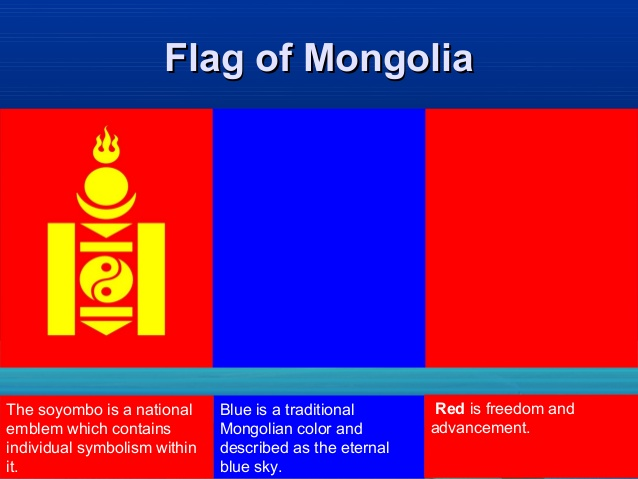 Flag of Mongolia
The soyombo is a national
emblem which contains
individual symbolism within
it.
Blue is a traditional
Mongolian color and
described as the eternal
blue sky.
Red is freedom and
advancement.